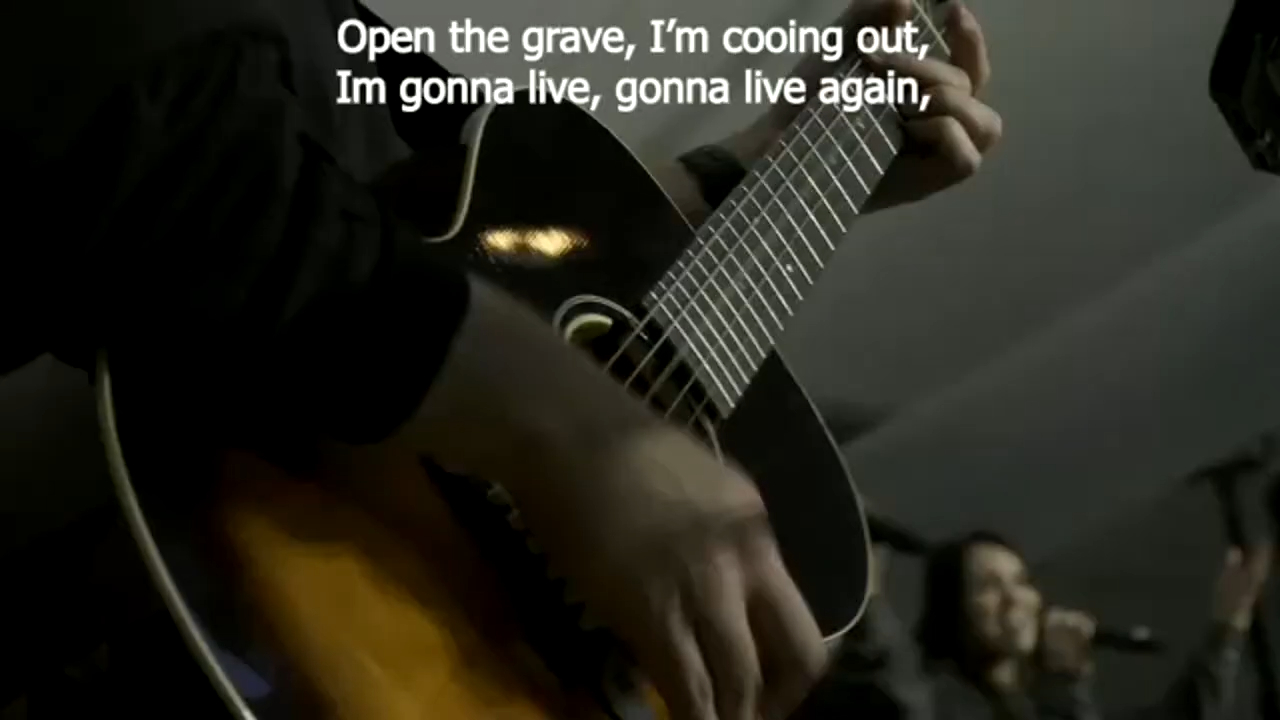 Open the grave, I’m cooing out,
Im gonna live, gonna live again,